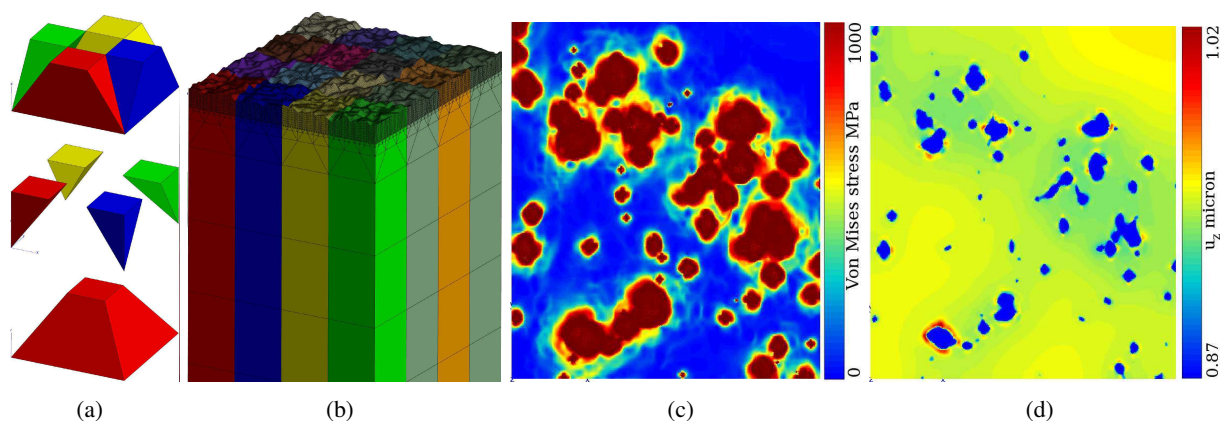 1000
Von Mises stress MPa
0
1.02
u_z micron
0.87
(a)
(b)
(c)
(d)